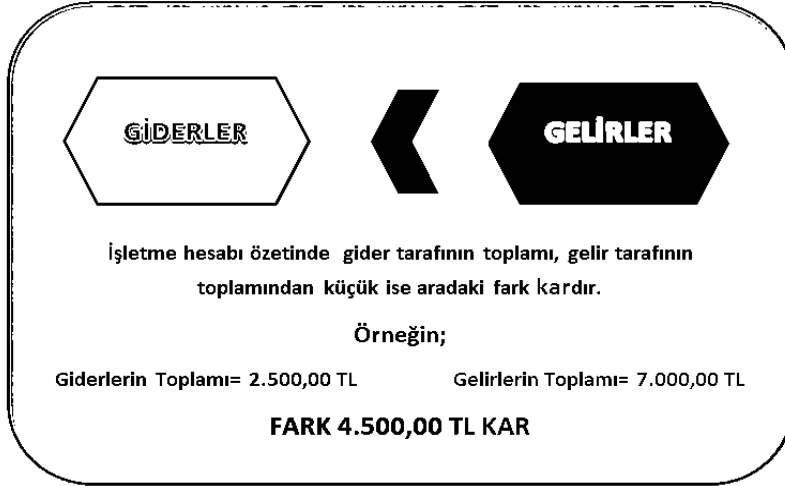 GİDERLER
GELİRLER
İşletme hesabı özetinde gider tarafının toplamı, gelir tarafının
toplamından küçük ise aradaki fark kardır.
Örneğin;
Giderlerin Toplamı= 2.500,00 TL Gelirlerin Toplamı= 7.000,00 TL
FARK 4.500,00 TL KAR